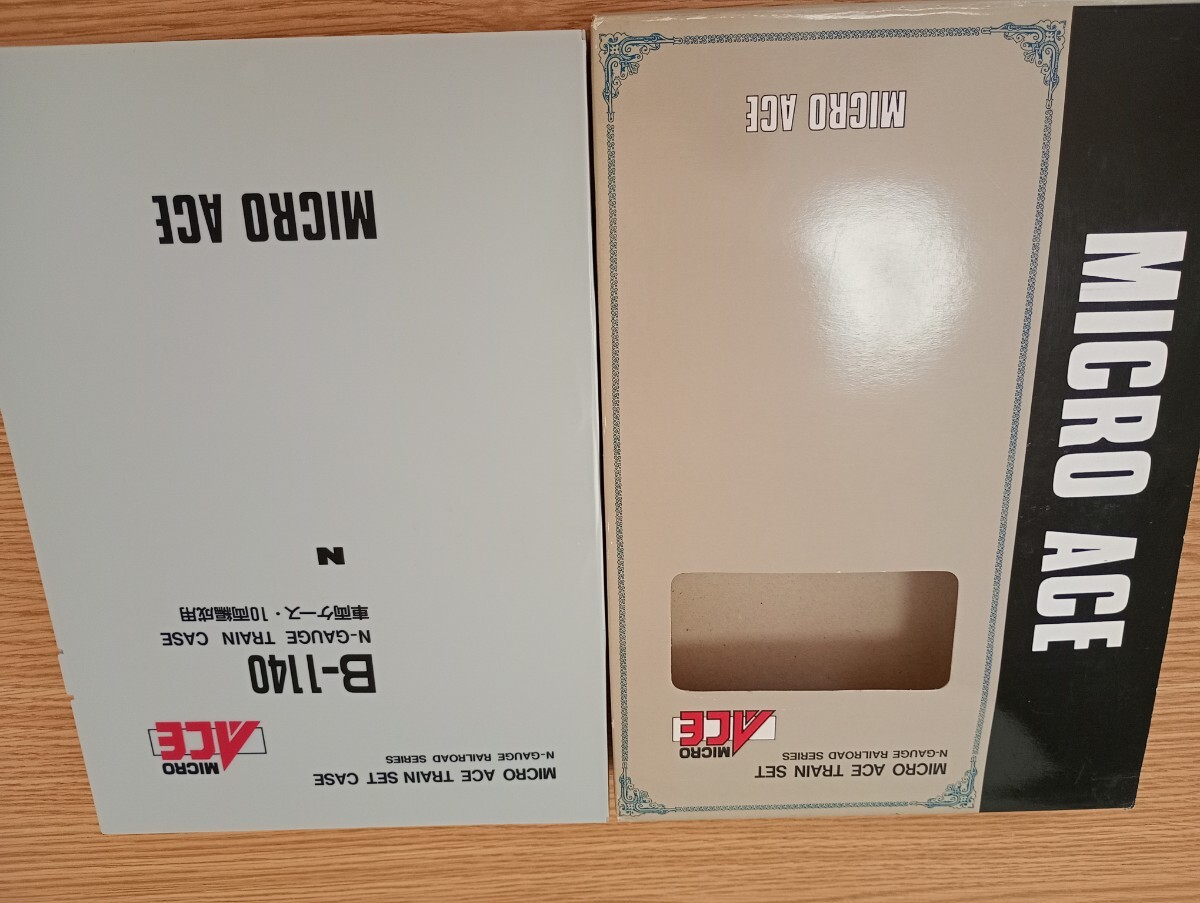 MICRO ACE TRAIN SET CASE
N-GAUGE RAILROAD SERIES
MICRO
ACE
B-1140
N-GAUGE TRAIN CASE
車両ケース・10両編成用
N
MICRO ACE
MICRO ACE TRAIN SET
N-GAUGE RAILROAD SERIES
MICRO
ACE
MICRO ACE
MICRO ACE